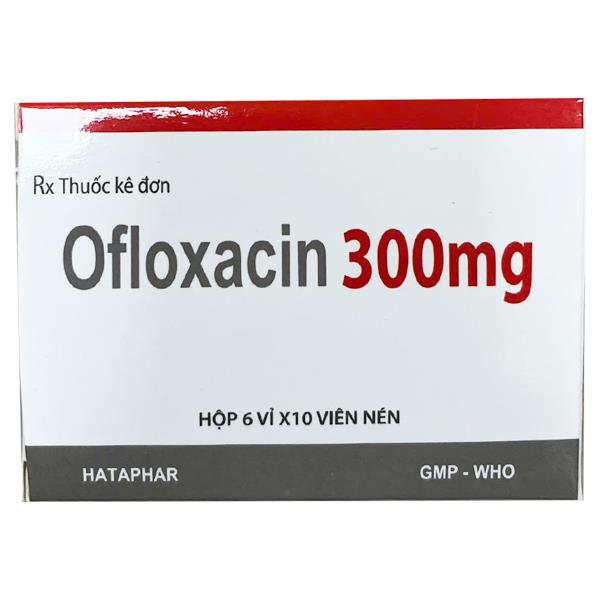 Rx Thuốc kê đơn
Ofloxacin 300mg
HỘP 6 VỈ X10 VIÊN NÉN
HATAPHAR GMP - WHO